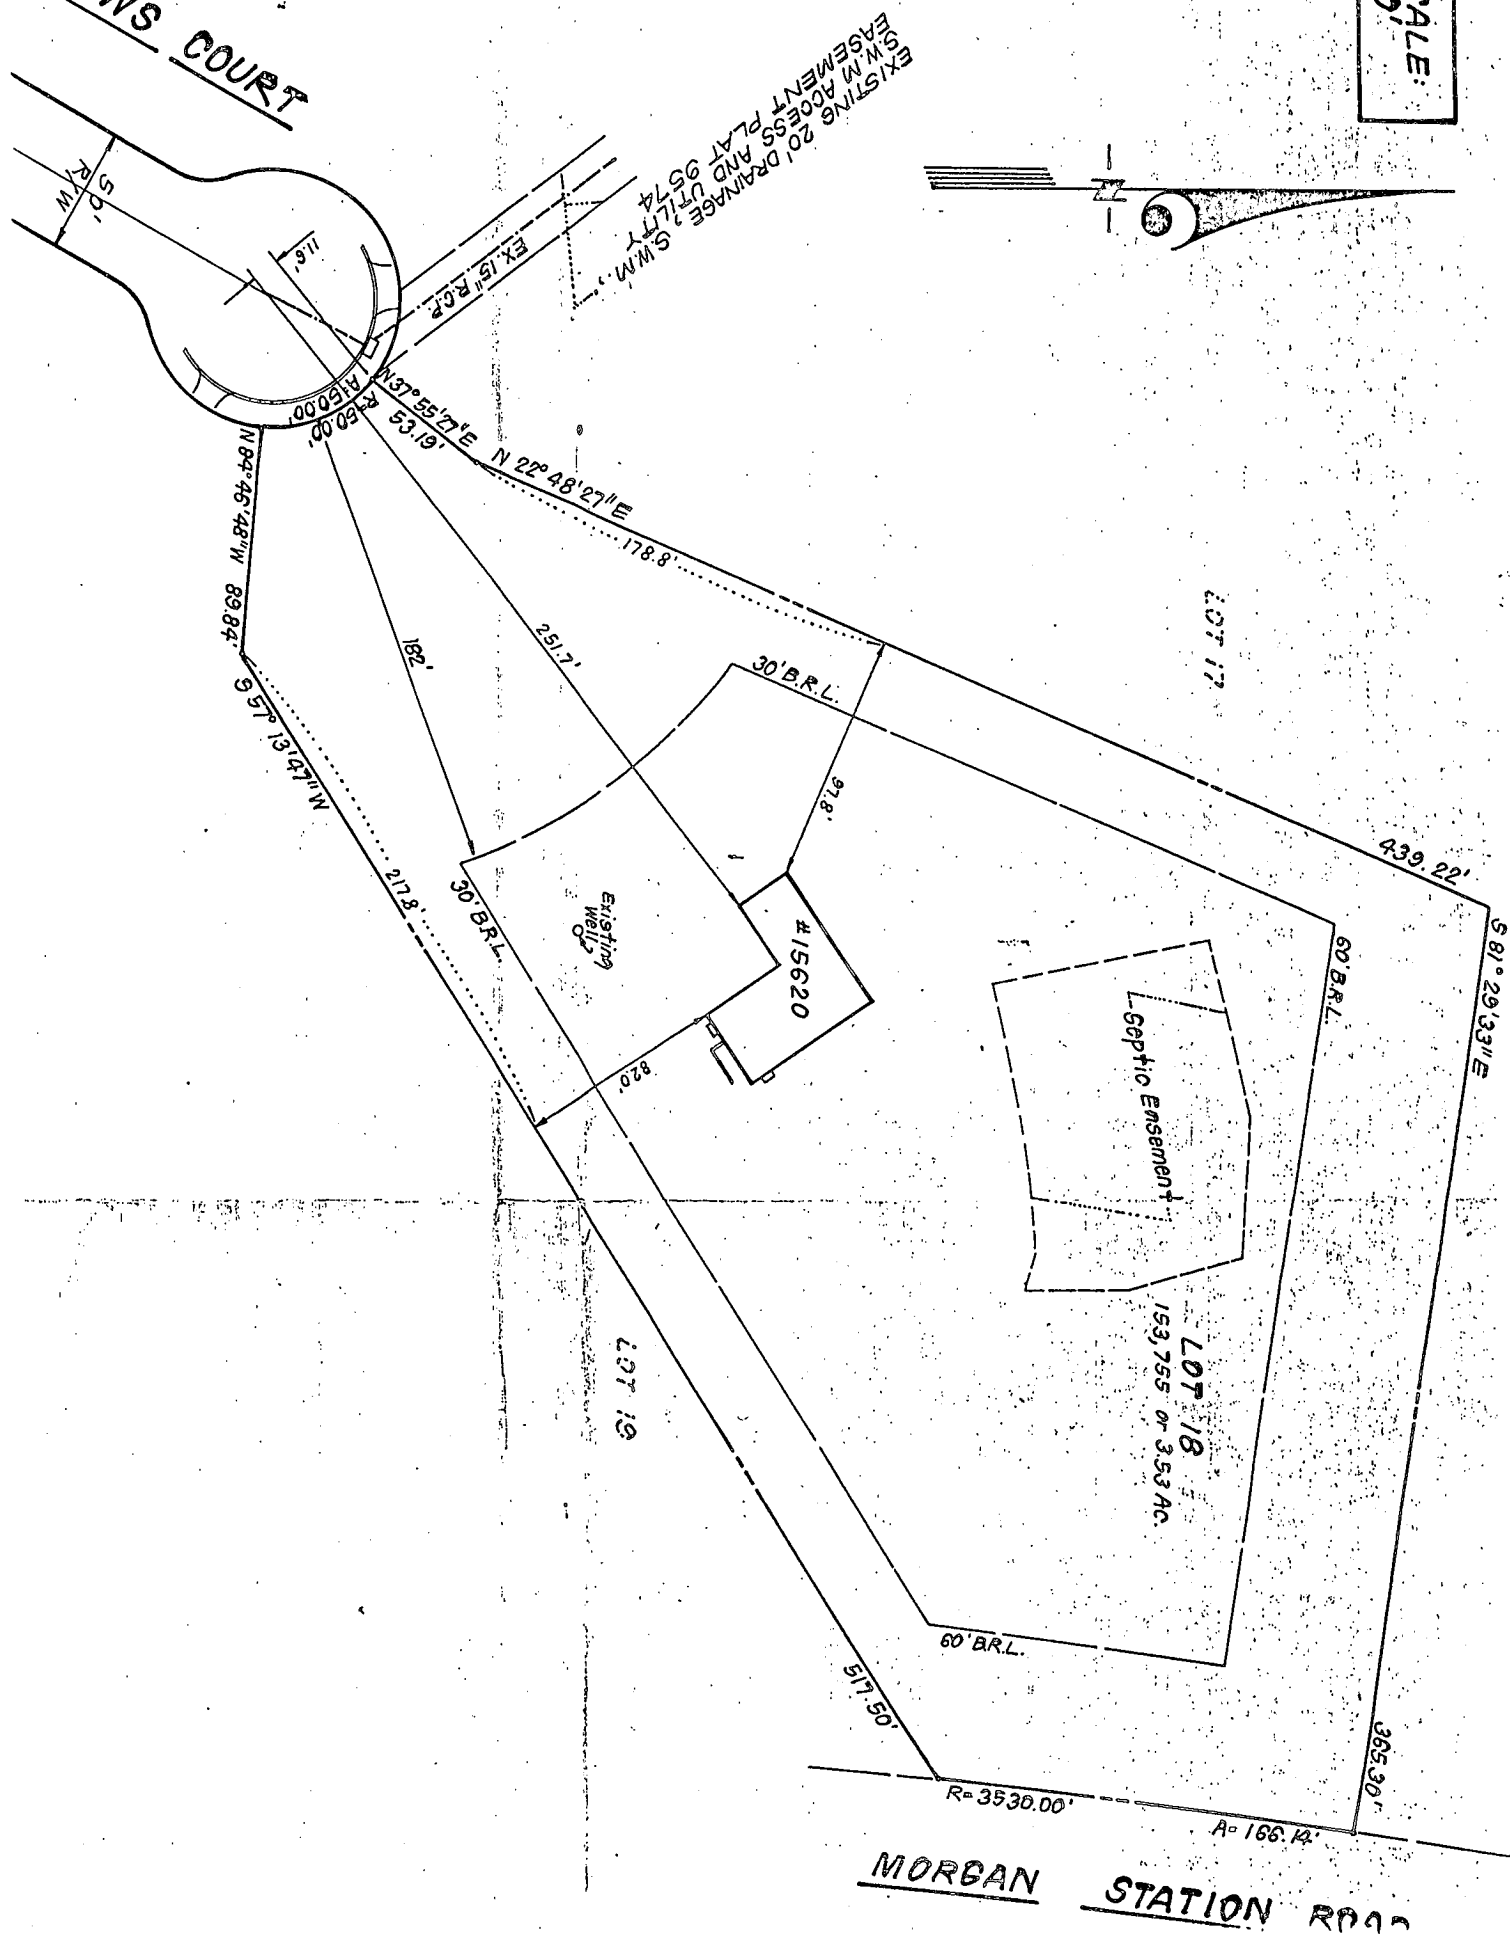 COURT
50'
R/W
11.6'
EX. 15" R.C.P.
EXISTING 20' DRAINAGE, S.W.M.,
S.W.M ACCESS AND UTILITY
EASEMENT PLAT 9574
N
R=60.00'
N37°55'27"E
53.19'
N 22°48'27"E
178.8'
439.22'
LOT 17
N 84°46'48"W 89.84'
S 57° 13'47" W
217.8'
517.50'
182'
251.7'
30' B.R.L.
97.8'
30' B.R.L.
Existing
Well
#15620
82.0'
60' B.R.L.
S 81° 29'33" E
365.30'
Septic Easement
LOT 18
153,755 or 3.53 AC.
60' B.R.L.
LOT 19
R=3530.00'
A=166.14'
MORGAN STATION ROAD